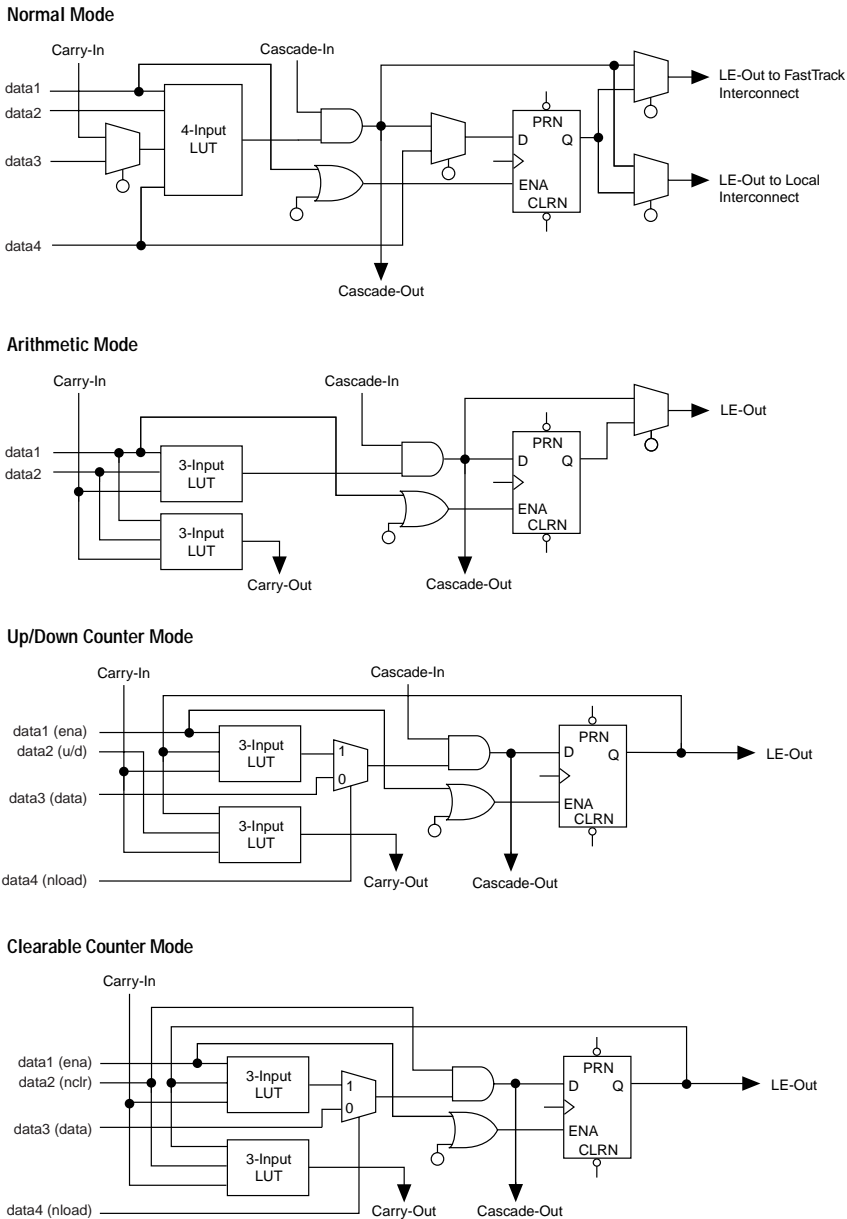 Normal Mode
Carry-In
Cascade-In
data1
data2
data3
data4
4-Input
LUT
PRN
D
Q
ENA
CLRN
LE-Out to FastTrack
Interconnect
LE-Out to Local
Interconnect
Cascade-Out
Arithmetic Mode
Carry-In
Cascade-In
data1
data2
3-Input
LUT
3-Input
LUT
PRN
D
Q
ENA
CLRN
LE-Out
Carry-Out
Cascade-Out
Up/Down Counter Mode
Carry-In
Cascade-In
data1 (ena)
data2 (u/d)
data3 (data)
data4 (nload)
3-Input
LUT
3-Input
LUT
1
0
PRN
D
Q
ENA
CLRN
LE-Out
Carry-Out
Cascade-Out
Clearable Counter Mode
Carry-In
data1 (ena)
data2 (nclr)
data3 (data)
data4 (nload)
3-Input
LUT
3-Input
LUT
1
0
PRN
D
Q
ENA
CLRN
LE-Out
Carry-Out
Cascade-Out